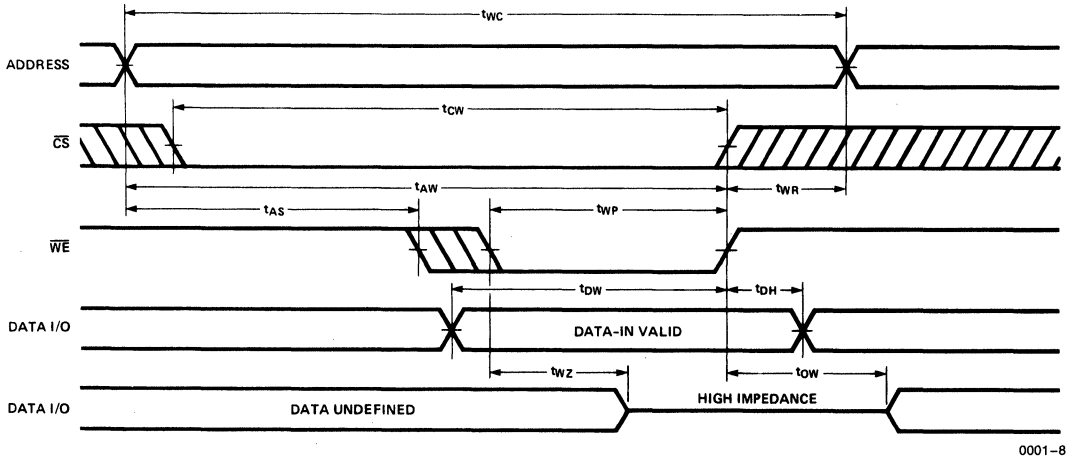 tWC
ADDRESS
tCW
CS
tAW
tWR
tAS
tWP
WE
tDW
tDH
DATA I/O
DATA-IN VALID
tWZ
tOW
DATA I/O
DATA UNDEFINED
HIGH IMPEDANCE
0001-8